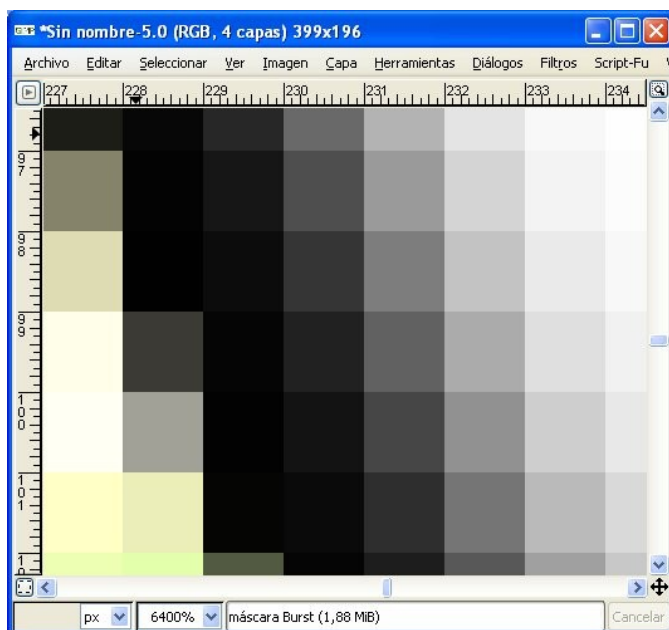 *Sin nombre-5.0 (RGB, 4 capas) 399x196
Archivo Editar Seleccionar Ver Imagen Capa Herramientas Diálogos Filtros Script-Fu
227 228 229 230 231 232 233 234
97
98
99
100
101
px 6400% máscara Burst (1,88 MiB) Cancelar